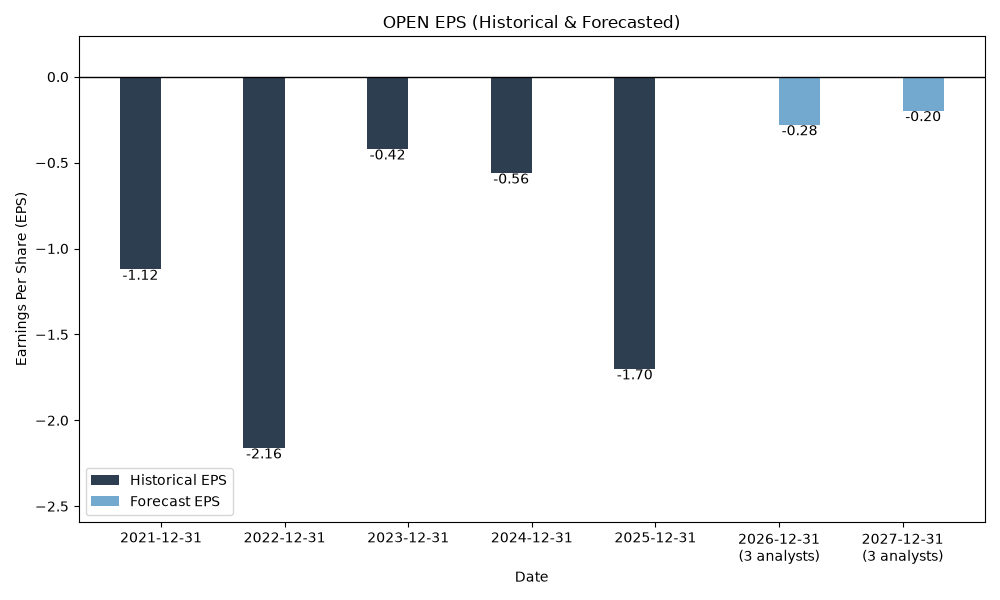 OPEN EPS (Historical & Forecasted)
Earnings Per Share (EPS)
0.0
−0.5
−1.0
−1.5
−2.0
−2.5
-1.12
-2.16
-0.42
-0.56
-1.70
-0.28
-0.20
Historical EPS
Forecast EPS
2021-12-31
2022-12-31
2023-12-31
2024-12-31
2025-12-31
2026-12-31
(3 analysts)
2027-12-31
(3 analysts)
Date